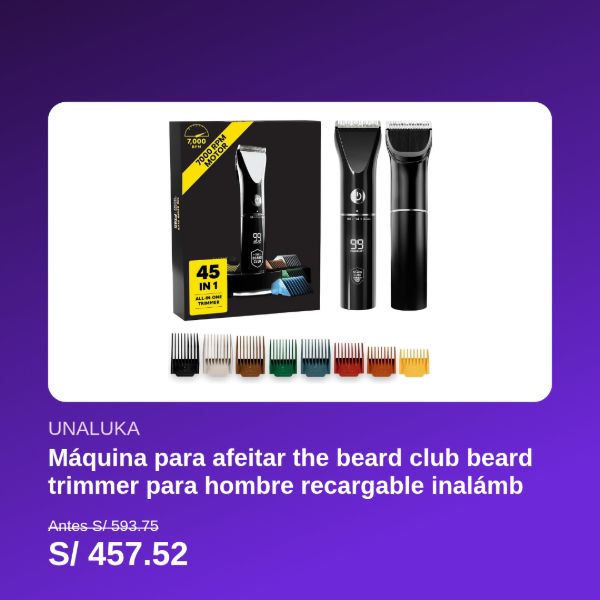 7,000
RPM
7000 RPM
MOTOR
45
IN 1
ALL-IN-ONE
TRIMMER
99
99
UNALUKA
Máquina para afeitar the beard club beard
trimmer para hombre recargable inalámb
Antes S/ 593.75
S/ 457.52